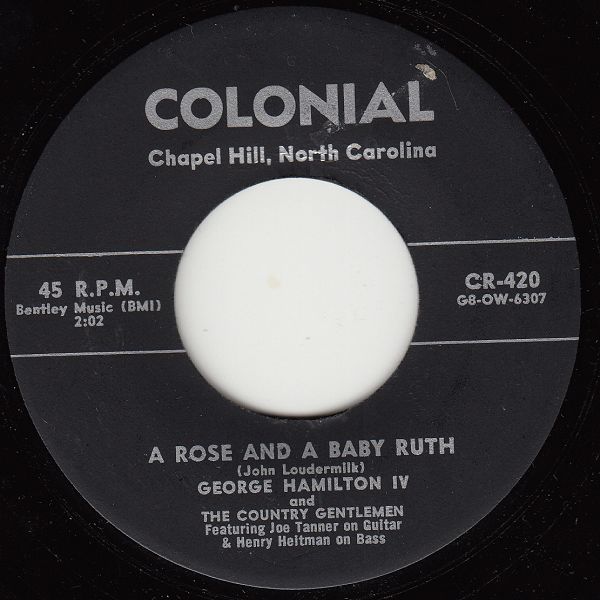 COLONIAL
Chapel Hill, North Carolina
45 R.P.M.
Bentley Music (BMI)
2:02
CR-420
G8-OW-6307
A ROSE AND A BABY RUTH
(John Loudermilk)
GEORGE HAMILTON IV
and
THE COUNTRY GENTLEMEN
Featuring Joe Tanner on Guitar
& Henry Heitman on Bass